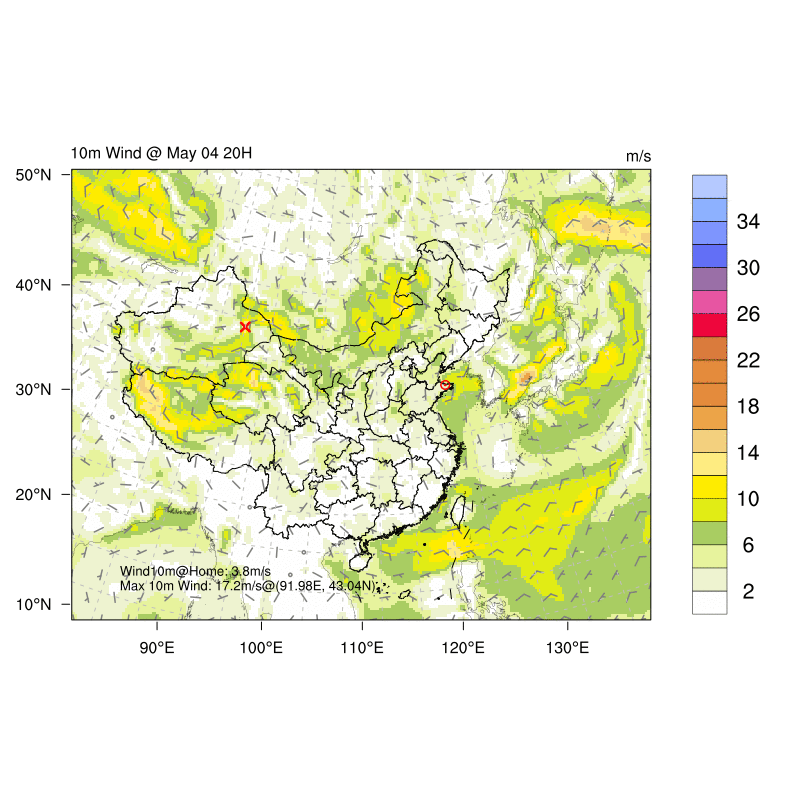 10m Wind @ May 04 20H
m/s
50°N
40°N
30°N
20°N
10°N
34
30
26
22
18
14
10
6
2
Wind10m@Home: 3.8m/s
Max 10m Wind: 17.2m/s@(91.98E, 43.04N)
90°E 100°E 110°E 120°E 130°E